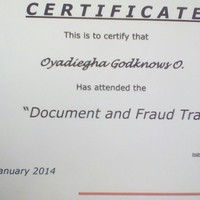 CERTIFICATE
This is to certify that
Oyadiegha Godknows O.
Has attended the
"Document and Fraud Tra
anuary 2014